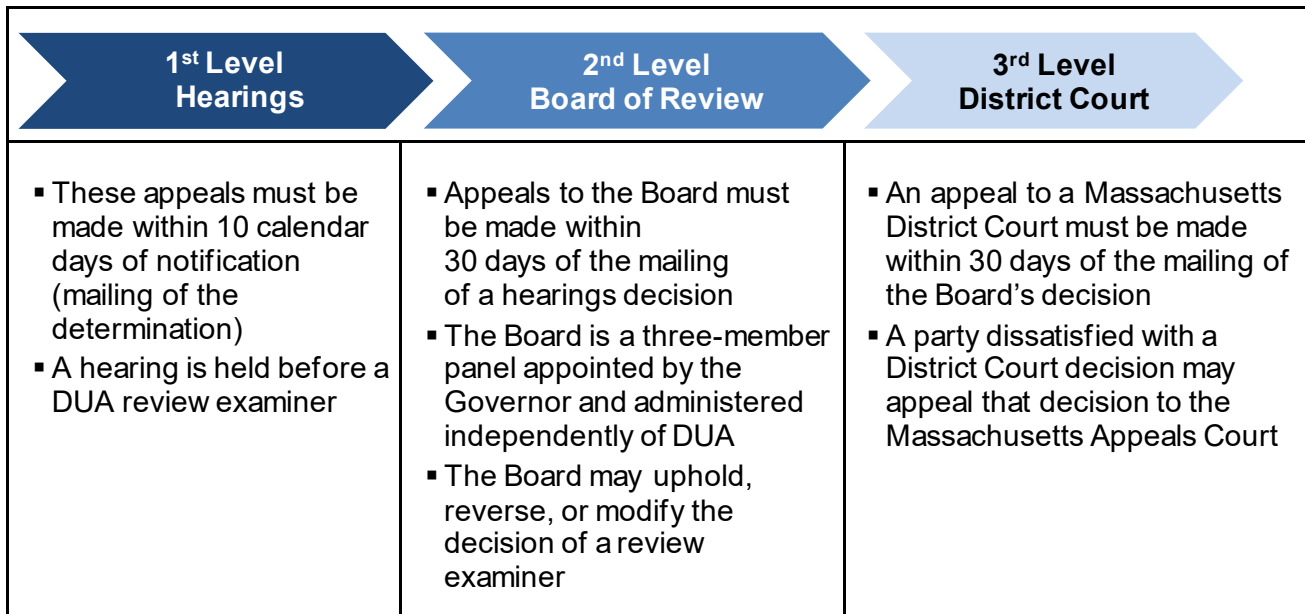 1st Level
Hearings
2nd Level
Board of Review
3rd Level
District Court
▪ These appeals must be
made within 10 calendar
days of notification
(mailing of the
determination)
▪ A hearing is held before a
DUA review examiner
▪ Appeals to the Board must
be made within
30 days of the mailing
of a hearings decision
▪ The Board is a three-member
panel appointed by the
Governor and administered
independently of DUA
▪ The Board may uphold,
reverse, or modify the
decision of a review
examiner
▪ An appeal to a Massachusetts
District Court must be made
within 30 days of the mailing of
the Board’s decision
▪ A party dissatisfied with a
District Court decision may
appeal that decision to the
Massachusetts Appeals Court